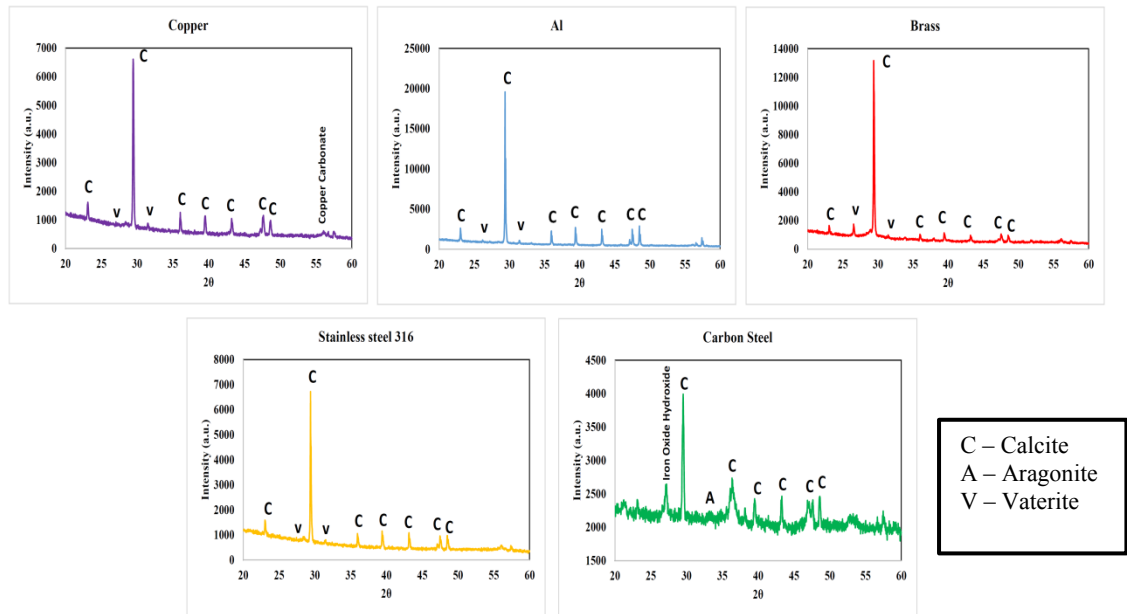 Copper
Intensity (a.u.)
7000
6000
5000
4000
3000
2000
1000
0
C
C
v
v
C
C
C
C
C
Copper Carbonate
20 25 30 35 40 45 50 55 60
2θ
Al
Intensity (a.u.)
25000
20000
15000
10000
5000
0
C
C
v
v
C
C
C
C
C
20 25 30 35 40 45 50 55 60
2θ
Brass
Intensity (a.u.)
14000
12000
10000
8000
6000
4000
2000
0
C
C
v
v
C
C
C
C
C
20 25 30 35 40 45 50 55 60
2θ
Stainless steel 316
Intensity (a.u.)
8000
7000
6000
5000
4000
3000
2000
1000
0
C
C
v
v
C
C
C
C
C
20 25 30 35 40 45 50 55 60
2θ
Carbon Steel
Intensity (a.u.)
4500
4000
3500
3000
2500
2000
1500
Iron Oxide Hydroxide
C
A
C
C
C
C
C
20 25 30 35 40 45 50 55 60
2θ
C – Calcite
A – Aragonite
V – Vaterite